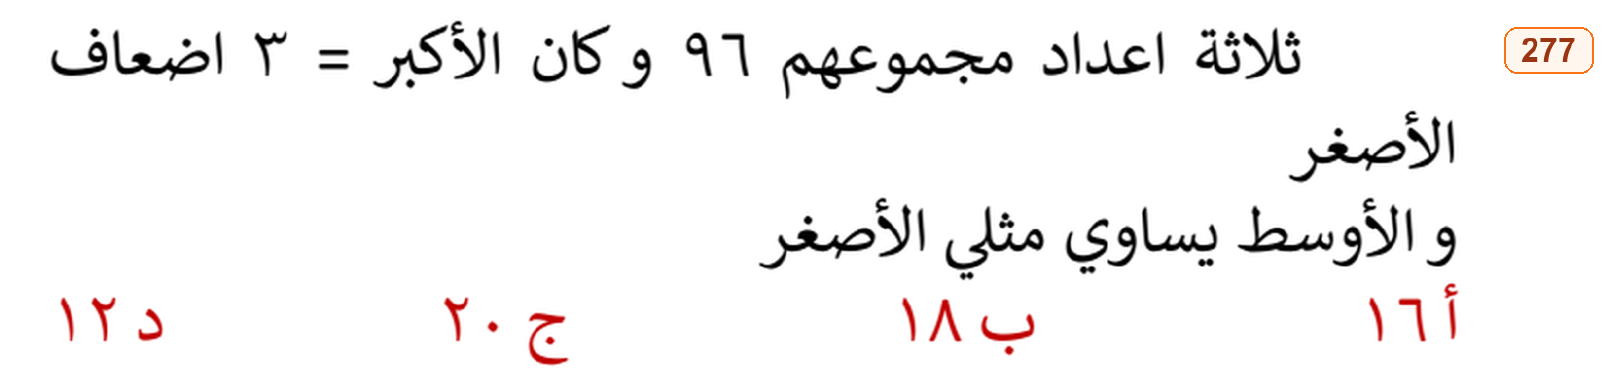 277
ثلاثة اعداد مجموعهم ٩٦ و كان الأكبر = ٣ اضعاف
الأصغر
و الأوسط يساوي مثلي الأصغر
أ ١٦ ب ١٨ ج ٢٠ د ١٢